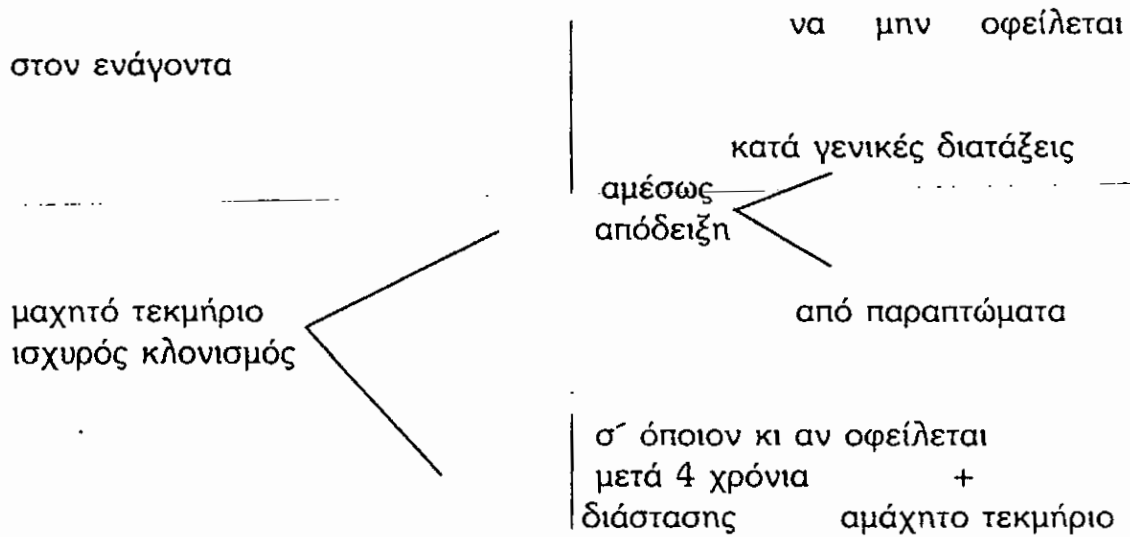 να μην οφείλεται
στον ενάγοντα
κατά γενικές διατάξεις
αμέσως
απόδειξη
μαχητό τεκμήριο
ισχυρός κλονισμός
από παραπτώματα
σ΄ όποιον κι αν οφείλεται
μετά 4 χρόνια +
διάστασης αμάχητο τεκμήριο